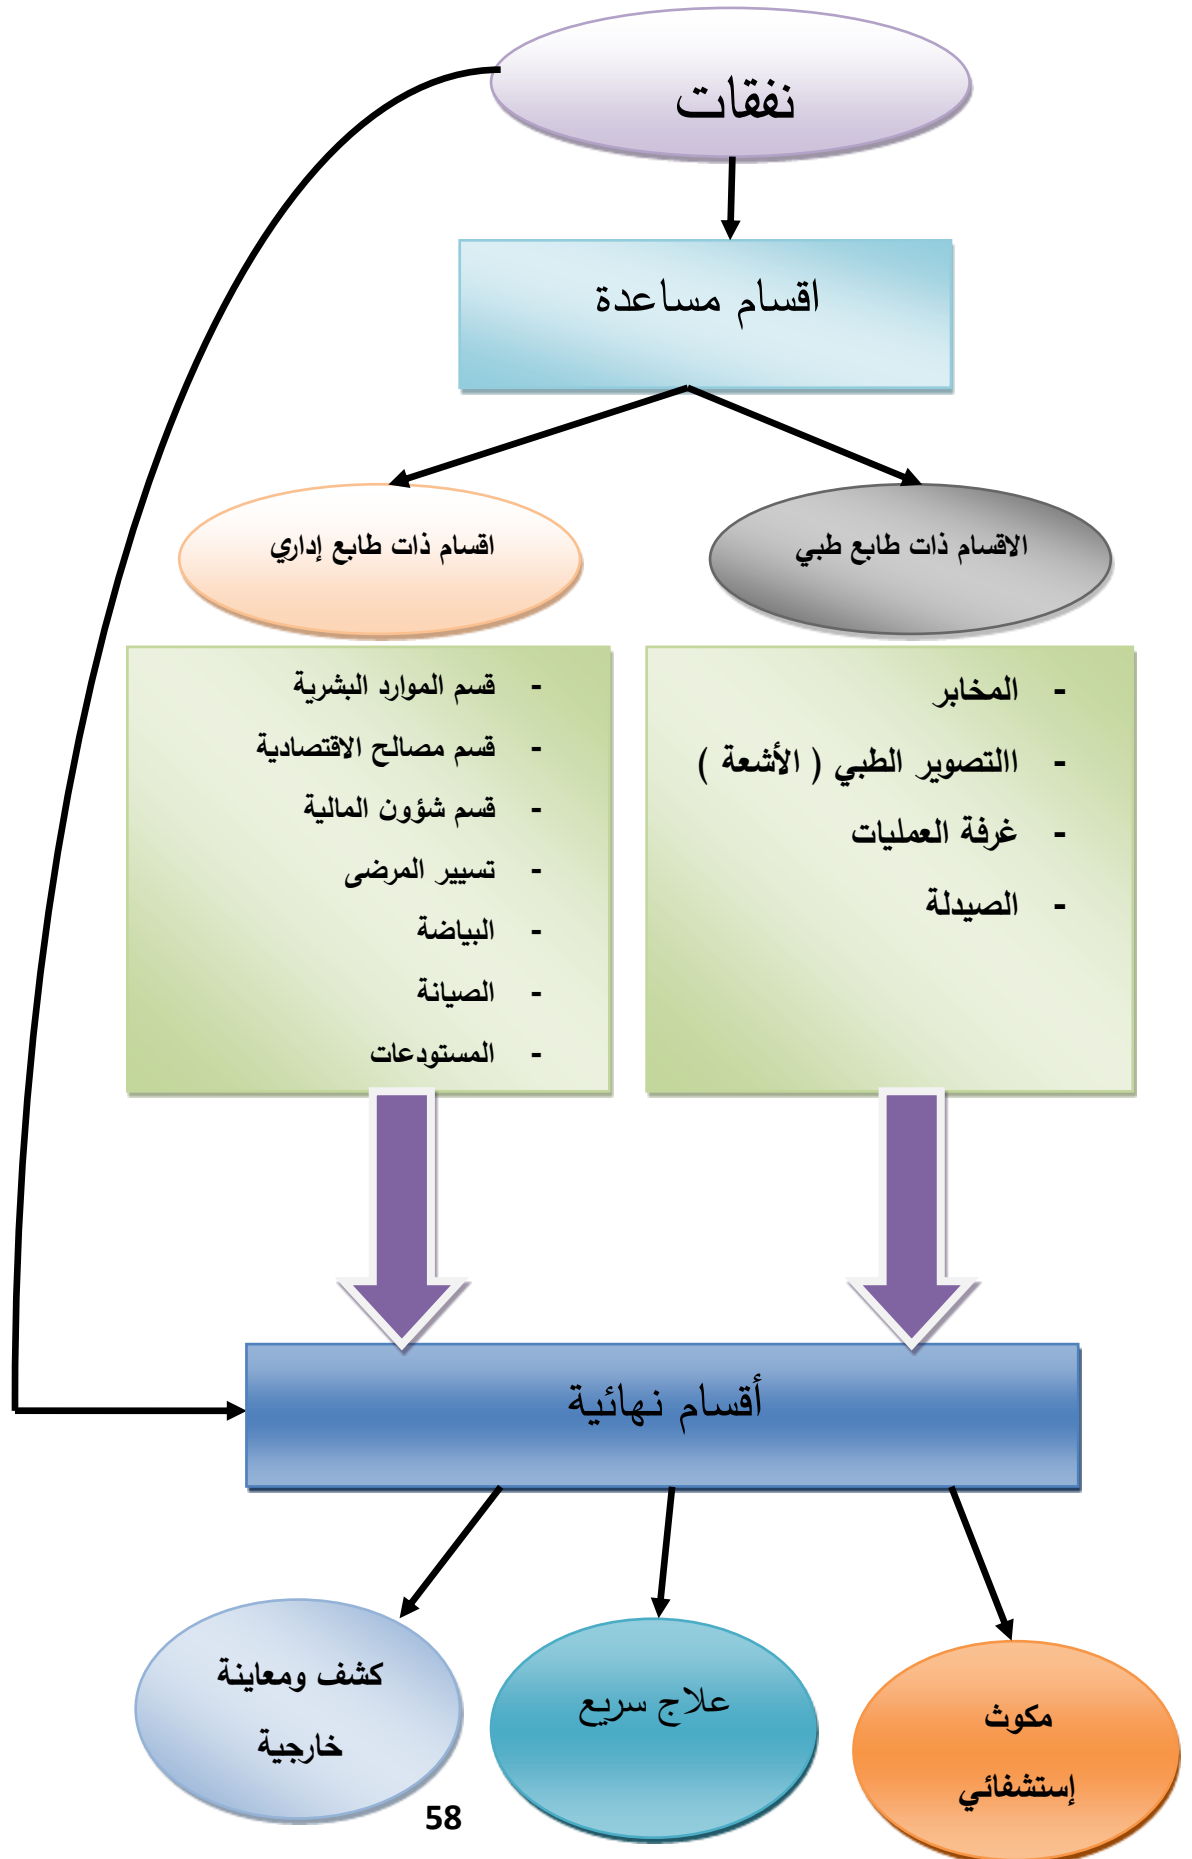 نفقات
اقسام مساعدة
الاقسام ذات طابع طبي
اقسام ذات طابع إداري
- المخابر
- االتصوير الطبي ( الأشعة )
- غرفة العمليات
- الصيدلة
- قسم الموارد البشرية
- قسم مصالح الاقتصادية
- قسم شؤون المالية
- تسيير المرضى
- البياضة
- الصيانة
- المستودعات
أقسام نهائية
مكوث
إستشفائي
علاج سريع
كشف ومعاينة
خارجية
58